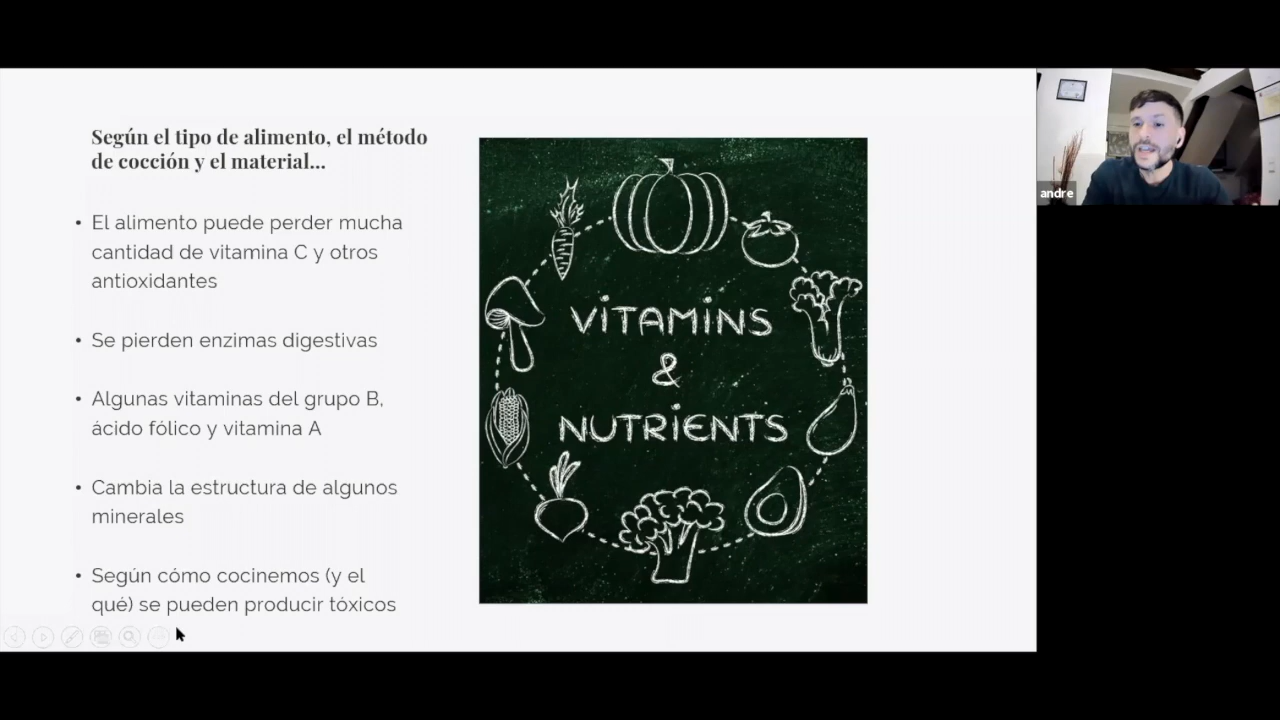 Según el tipo de alimento, el método
de cocción y el material...
• El alimento puede perder mucha
cantidad de vitamina C y otros
antioxidantes
• Se pierden enzimas digestivas
• Algunas vitaminas del grupo B,
ácido fólico y vitamina A
• Cambia la estructura de algunos
minerales
• Según cómo cocinemos (y el
qué) se pueden producir tóxicos
VITAMINS
&
NUTRIENTS
andre